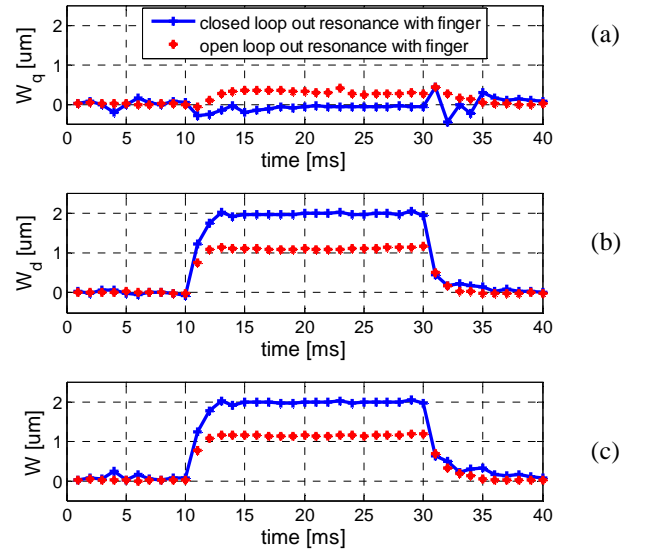 closed loop out resonance with finger
open loop out resonance with finger
(a)
W_q [um]
2
1
0
0 5 10 15 20 25 30 35 40
time [ms]
(b)
W_d [um]
2
1
0
0 5 10 15 20 25 30 35 40
time [ms]
(c)
W [um]
2
1
0
0 5 10 15 20 25 30 35 40
time [ms]